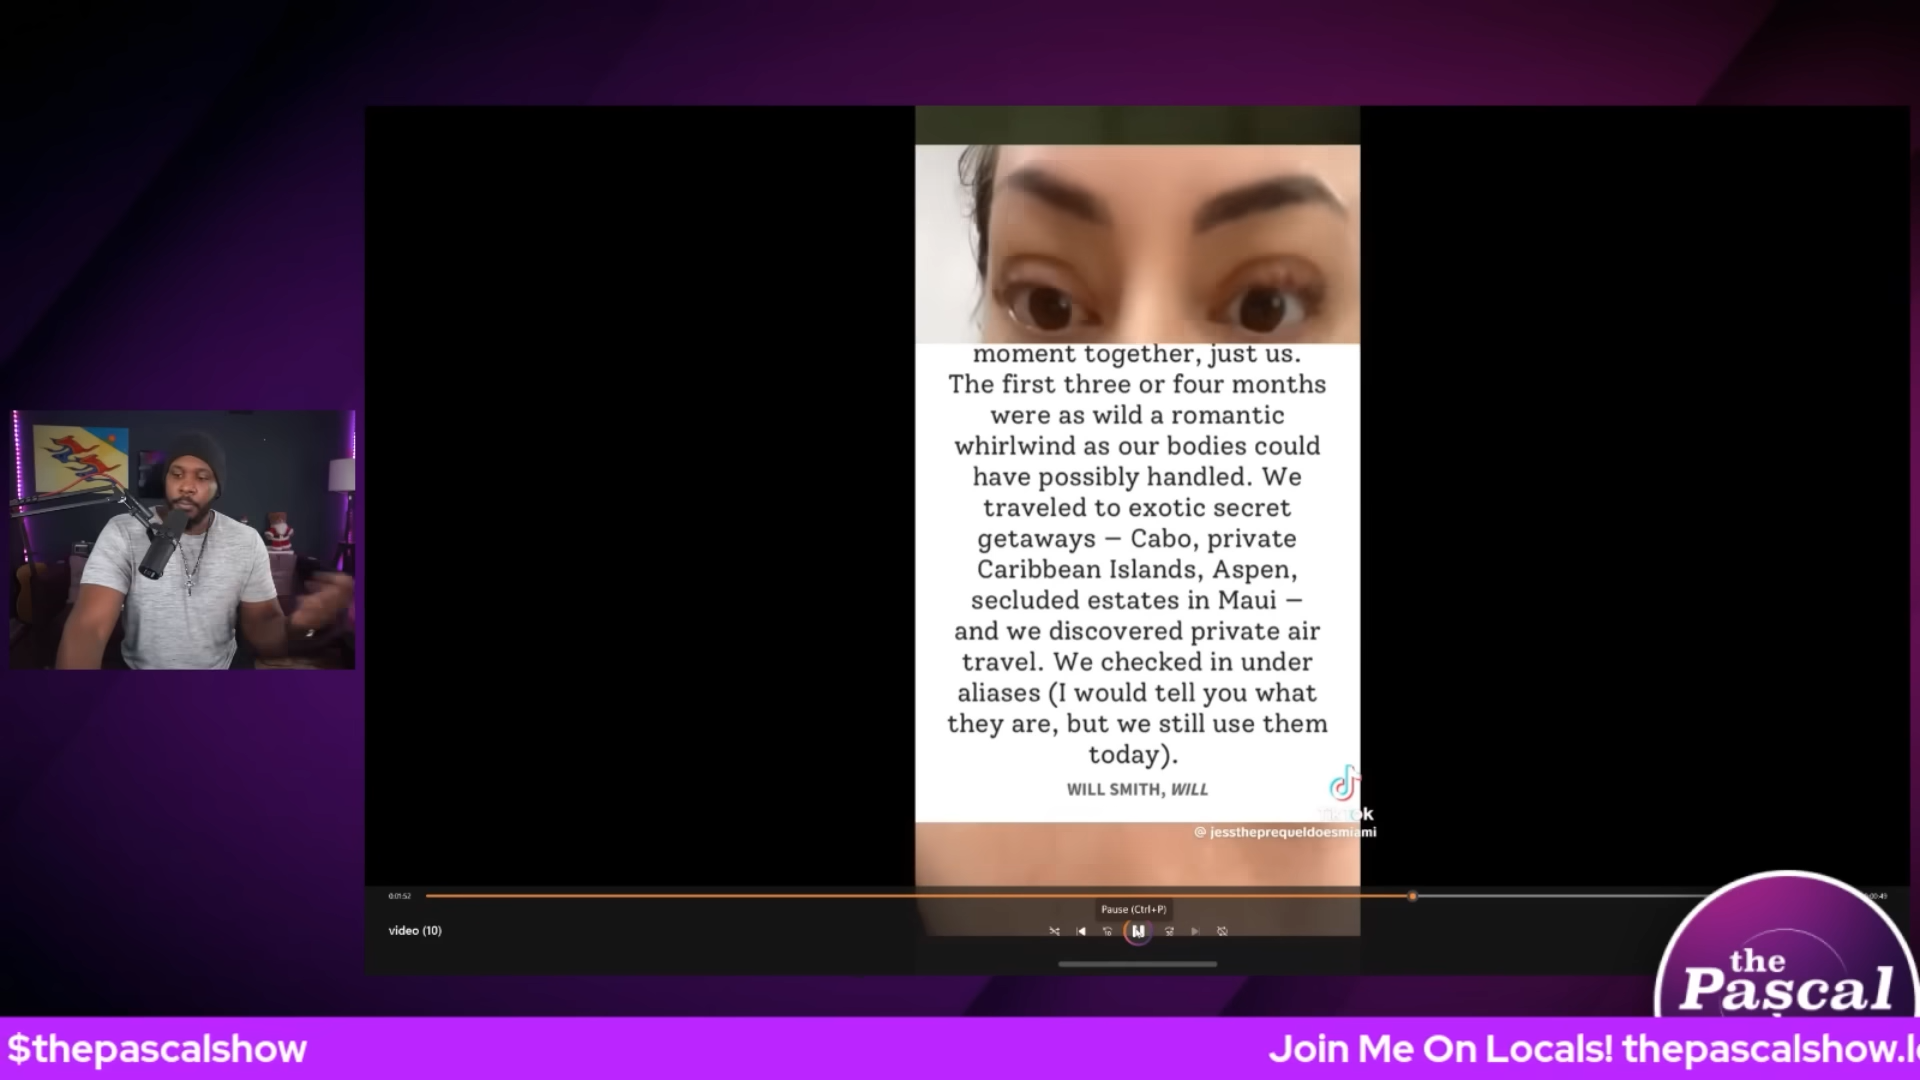 moment together, just us.
The first three or four months
were as wild a romantic
whirlwind as our bodies could
have possibly handled. We
traveled to exotic secret
getaways – Cabo, private
Caribbean Islands, Aspen,
secluded estates in Maui –
and we discovered private air
travel. We checked in under
aliases (I would tell you what
they are, but we still use them
today).
WILL SMITH, WILL
@ jesstheprequeldoesmiami
0:01:52
Pause (Ctrl+P)
video (10)
the
Pascal
$thepascalshow
Join Me On Locals! thepascalshow.l